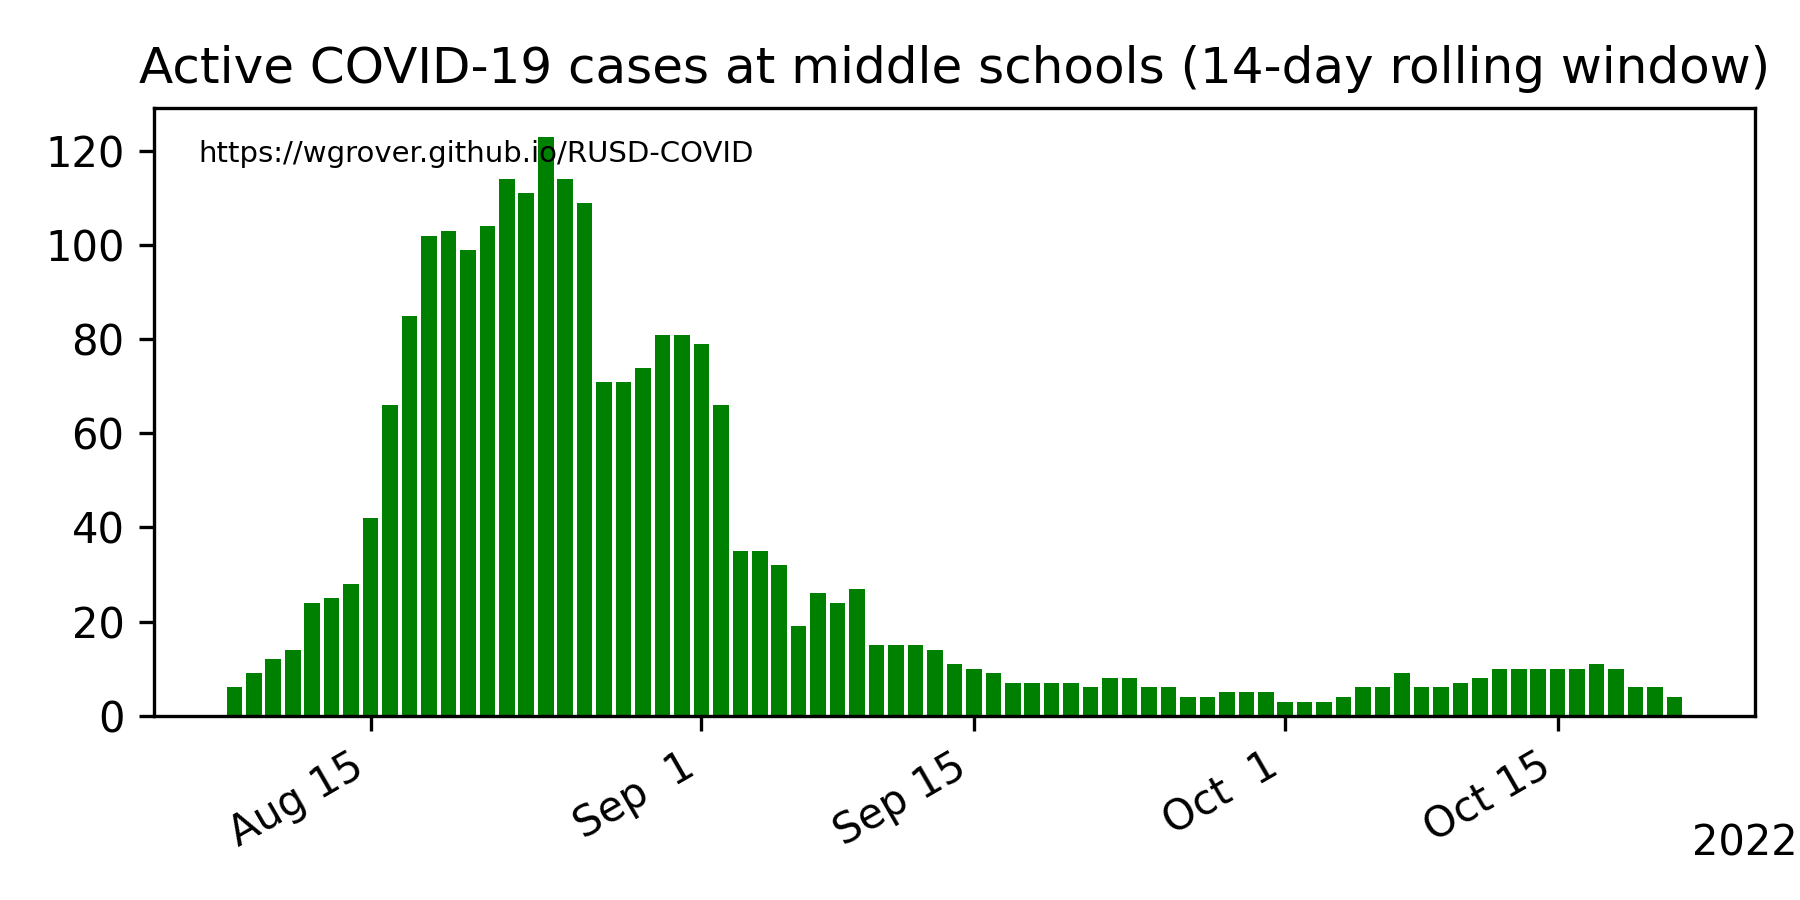 Active COVID-19 cases at middle schools (14-day rolling window)
https://wgrover.github.io/RUSD-COVID
120
100
80
60
40
20
0
Aug 15
Sep 1
Sep 15
Oct 1
Oct 15
2022